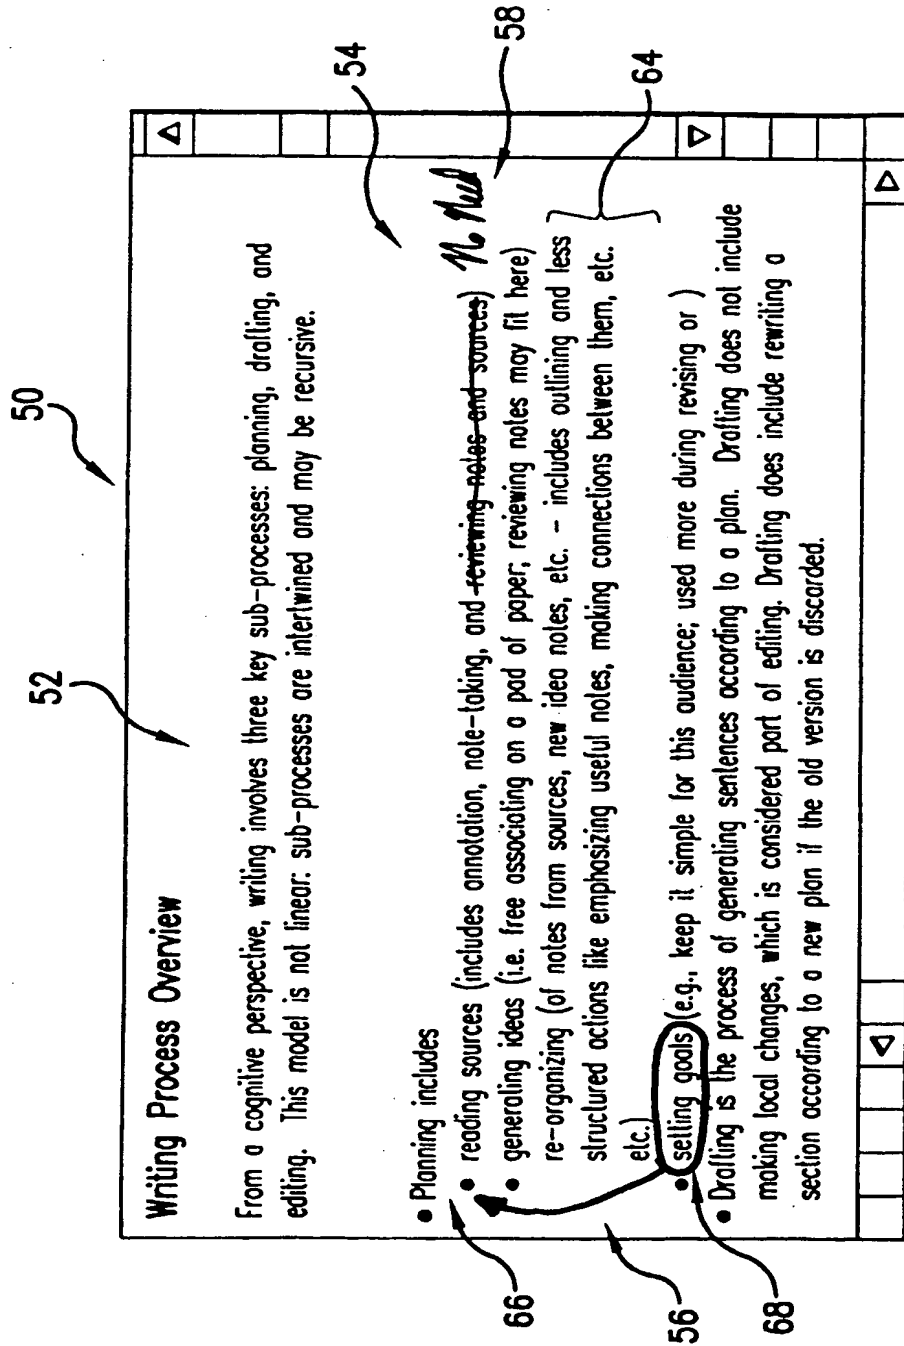 50
52
54
Writing Process Overview
From a cognitive perspective, writing involves three key sub-processes: planning, drafting, and
editing. This model is not linear: sub-processes are intertwined and may be recursive.
66
• Planning includes
• reading sources (includes annotation, note-taking, and reviewing notes and sources) No Need
58
• generating ideas (i.e. free associating on a pad of paper; reviewing notes may fit here)
re-organizing (of notes from sources, new idea notes, etc. - includes outlining and less
structured actions like emphasizing useful notes, making connections between them, etc.
etc.)
64
56
• setting goals (e.g., keep it simple for this audience; used more during revising or )
68
• Drafting is the process of generating sentences according to a plan. Drafting does not include
making local changes, which is considered part of editing. Drafting does include rewriting a
section according to a new plan if the old version is discarded.